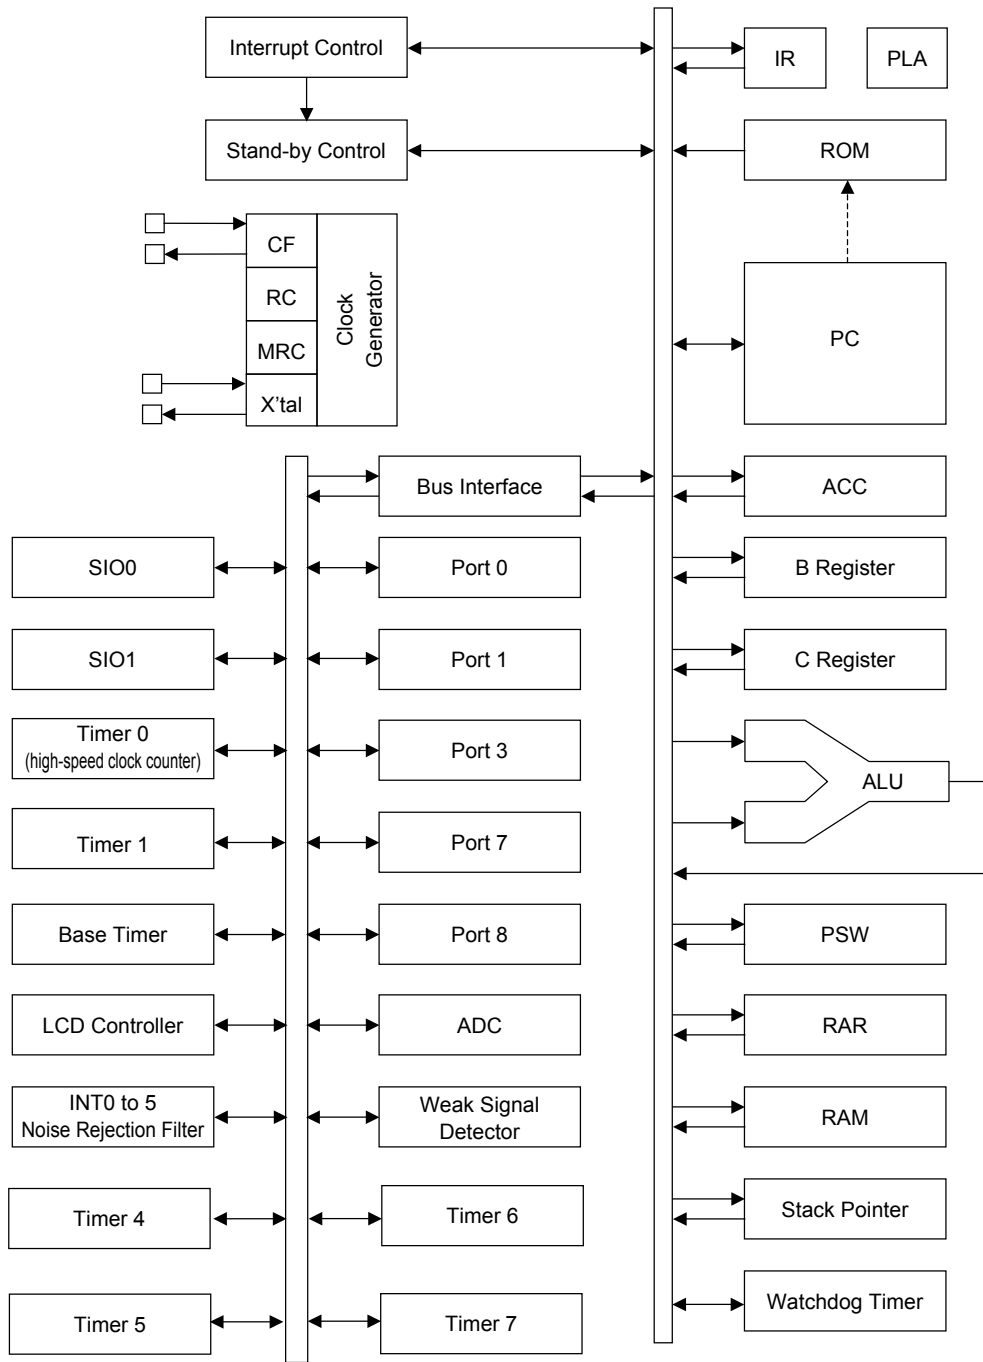 Interrupt Control
IR
PLA
Stand-by Control
ROM
CF
RC
MRC
X'tal
Clock
Generator
PC
Bus Interface
ACC
SIO0
Port 0
B Register
SIO1
Port 1
C Register
Timer 0
(high-speed clock counter)
Port 3
ALU
Timer 1
Port 7
Base Timer
Port 8
PSW
LCD Controller
ADC
RAR
INT0 to 5
Noise Rejection Filter
Weak Signal
Detector
RAM
Timer 4
Timer 6
Stack Pointer
Timer 5
Timer 7
Watchdog Timer